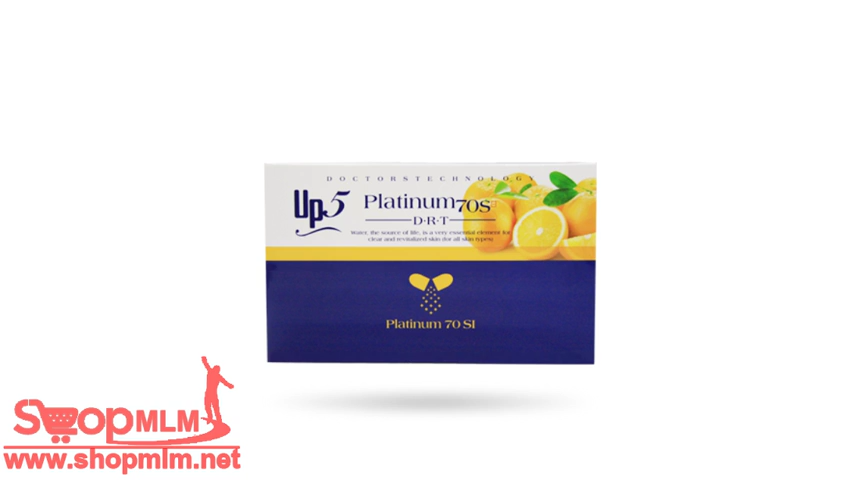 DOCTORSTECHNOLOGY
Up5
Platinum70S
D·R·T
Water, the source of life, is a very essential element for
clear and revitalized skin for all skin types
Platinum 70 SI
SHOPMLM
www.shopmlm.net